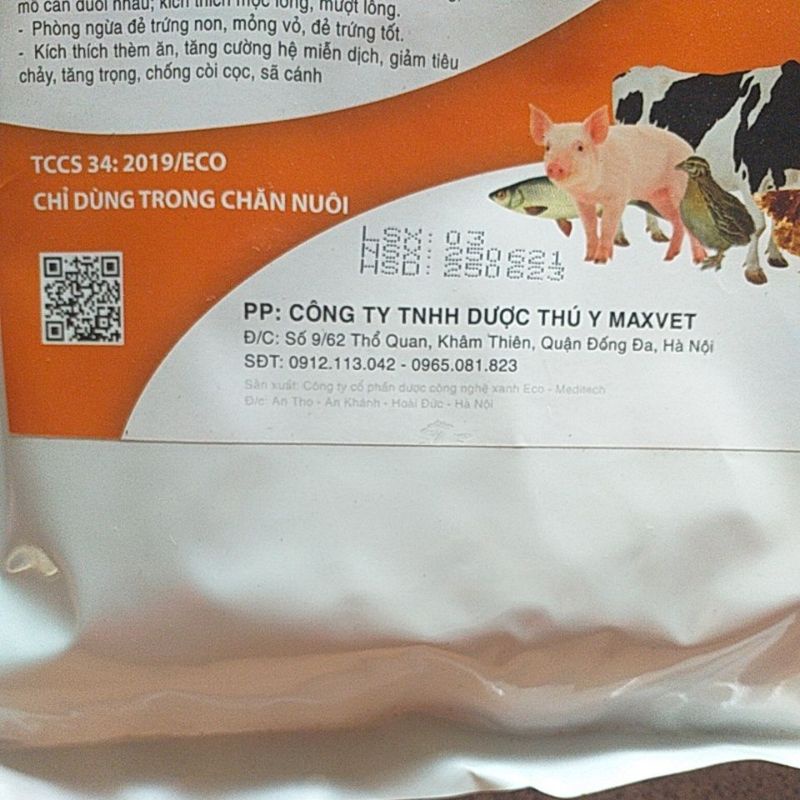 mổ cắn đuôi nhau; kích thích mọc lông, mượt lông.
- Phòng ngừa đẻ trứng non, mỏng vỏ, đẻ trứng tốt.
- Kích thích thèm ăn, tăng cường hệ miễn dịch, giảm tiêu
chảy, tăng trọng, chống còi cọc, sã cánh
TCCS 34: 2019/ECO
CHỈ DÙNG TRONG CHĂN NUÔI
LSX: 03
NSX: 250621
HSD: 250623
PP: CÔNG TY TNHH DƯỢC THÚ Y MAXVET
Đ/C: Số 9/62 Thổ Quan, Khâm Thiên, Quận Đống Đa, Hà Nội
SĐT: 0912.113.042 - 0965.081.823
Sản xuất: Công ty cổ phần dược công nghệ xanh Eco - Meditech
Đ/c: An Thọ - An Khánh - Hoài Đức - Hà Nội